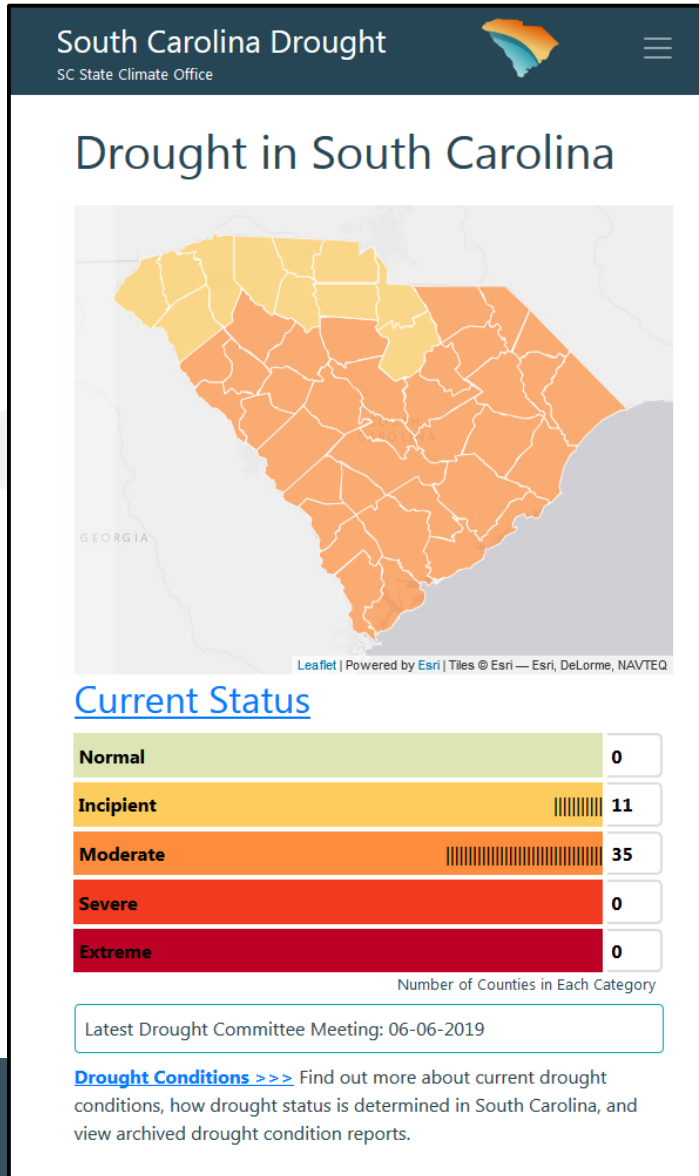 South Carolina Drought
SC State Climate Office
Drought in South Carolina
SOUTH
CAROLINA
GEORGIA
Leaflet | Powered by Esri | Tiles © Esri — Esri, DeLorme, NAVTEQ
Current Status
Normal 0
Incipient 11
Moderate 35
Severe 0
Extreme 0
Number of Counties in Each Category
Latest Drought Committee Meeting: 06-06-2019
Drought Conditions >>> Find out more about current drought
conditions, how drought status is determined in South Carolina, and
view archived drought condition reports.